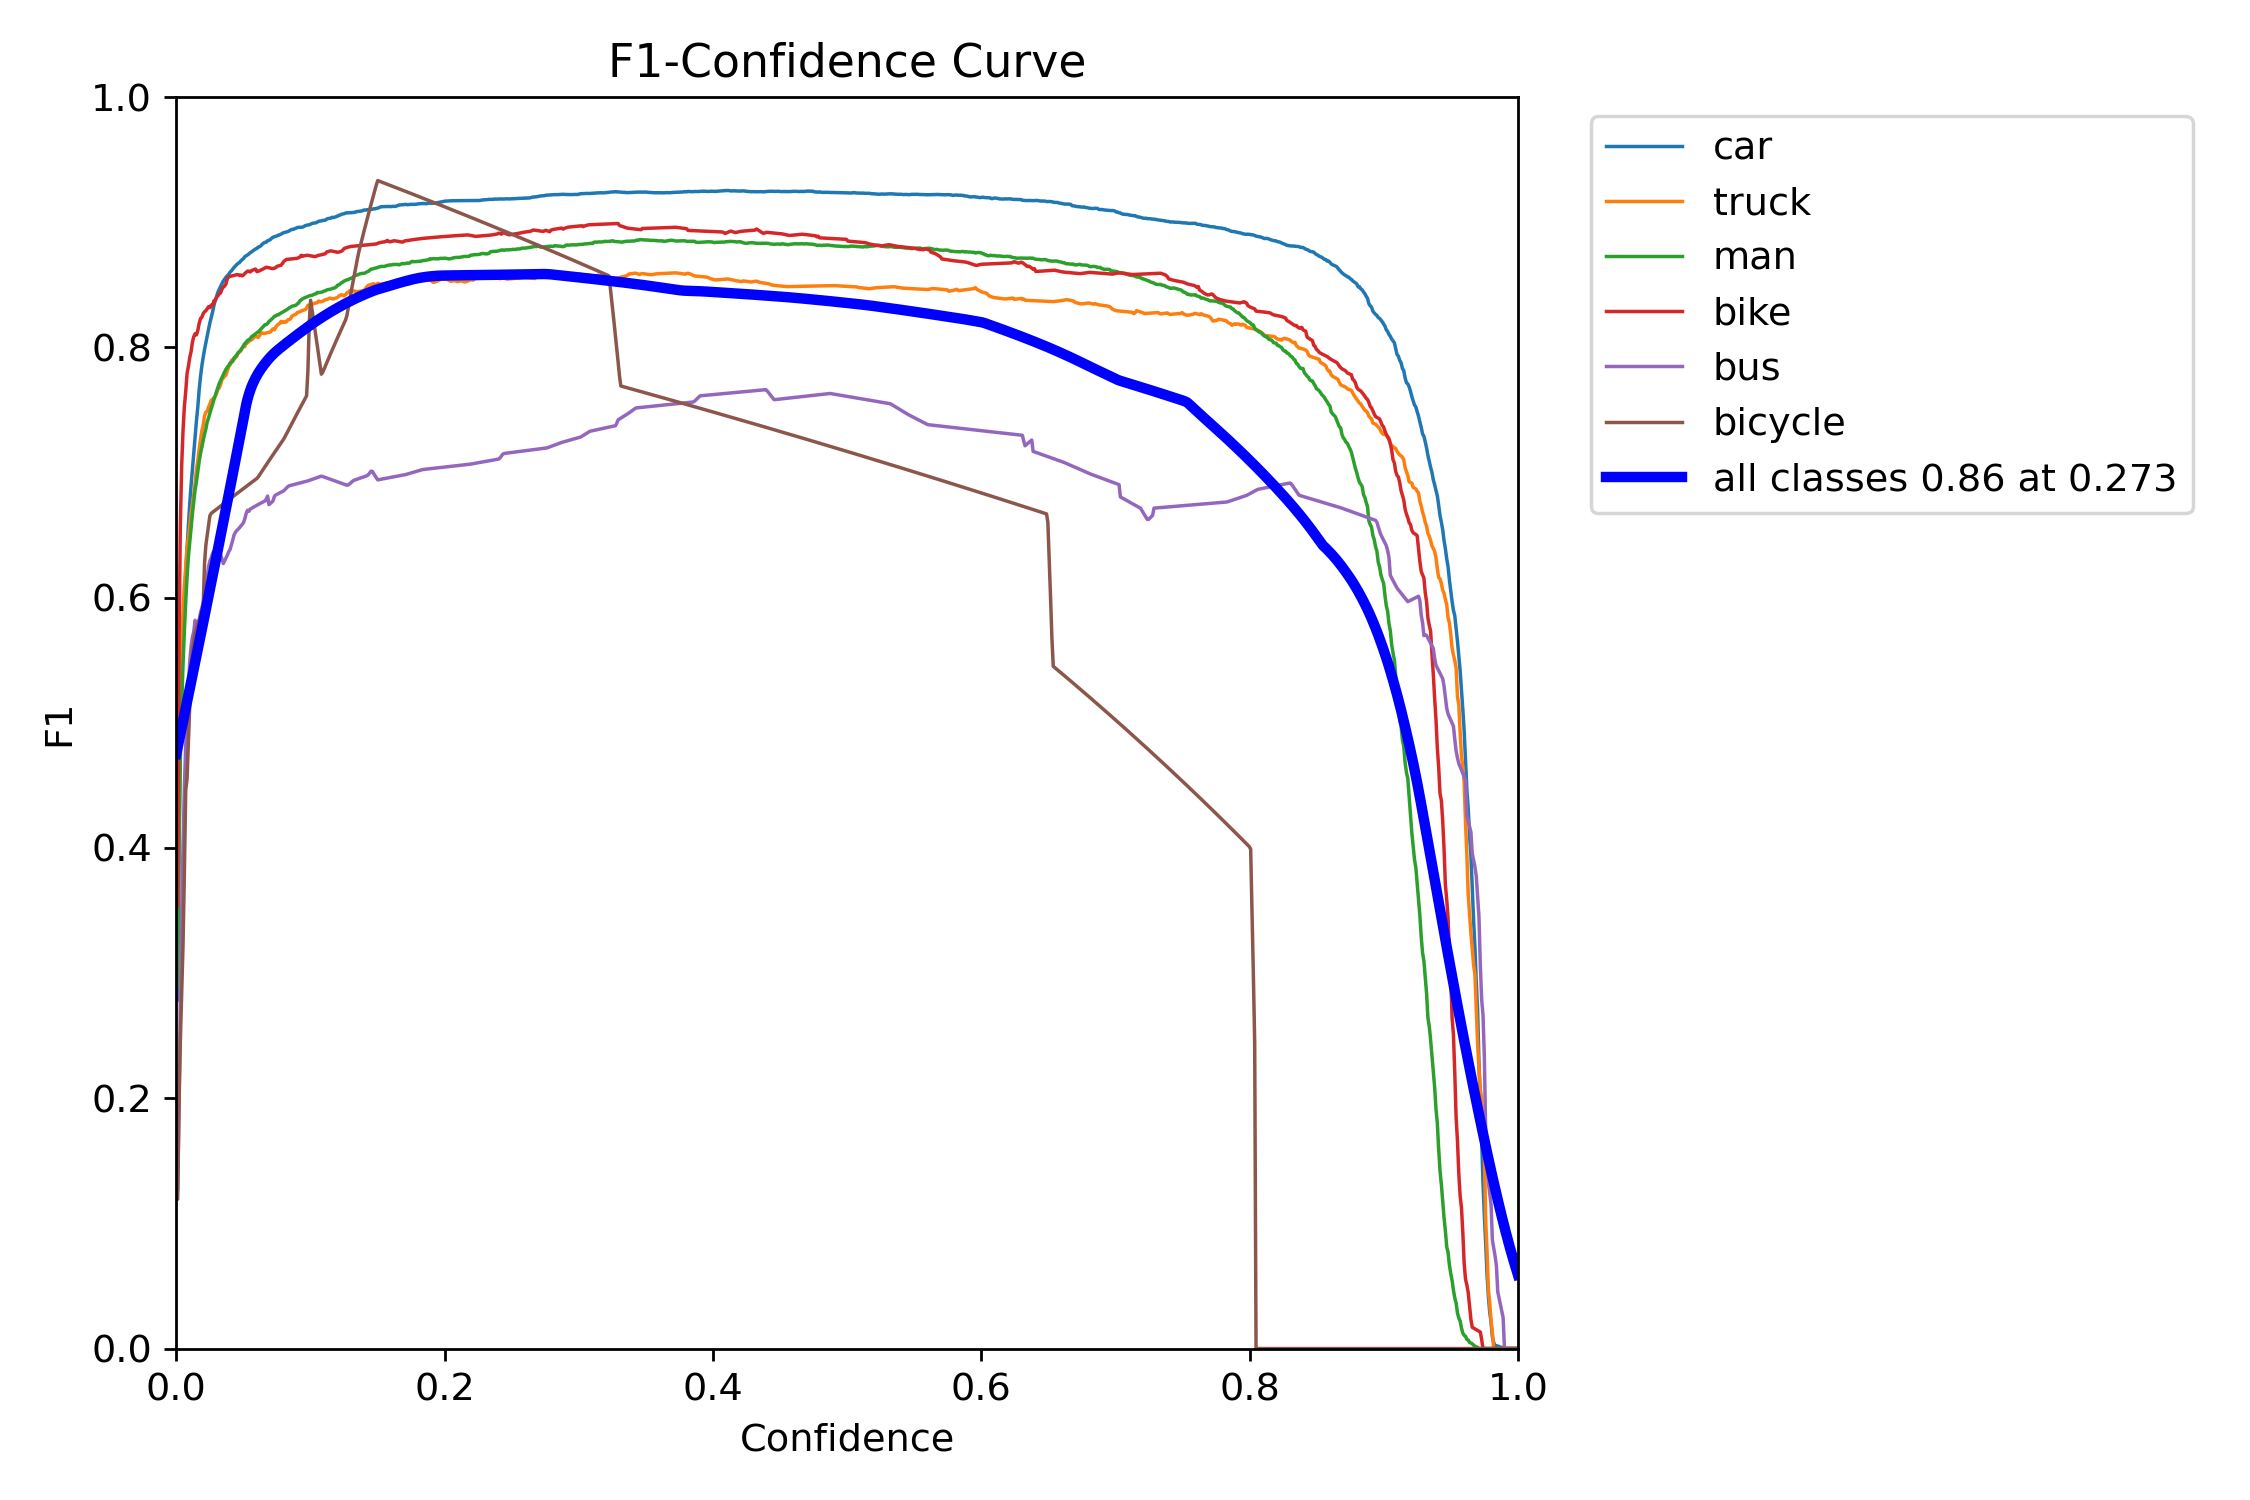 F1-Confidence Curve
1.0
0.8
0.6
0.4
0.2
0.0
F1
0.0 0.2 0.4 0.6 0.8 1.0
Confidence
car
truck
man
bike
bus
bicycle
all classes 0.86 at 0.273